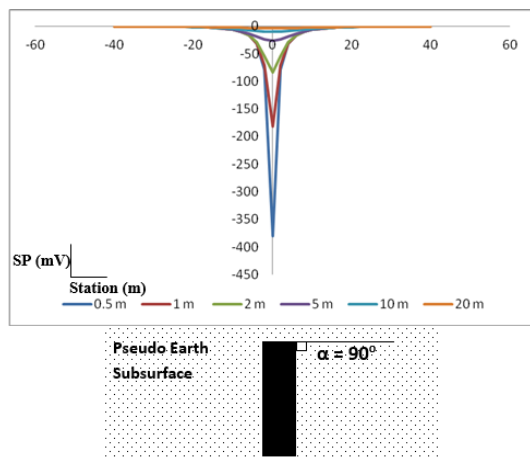 -0
-60 -40 -20 0 20 40 60
-50
-100
-150
-200
-250
-300
-350
-400
-450
SP (mV)
Station (m)
0.5 m 1 m 2 m 5 m 10 m 20 m
Pseudo Earth
Subsurface
α = 90°